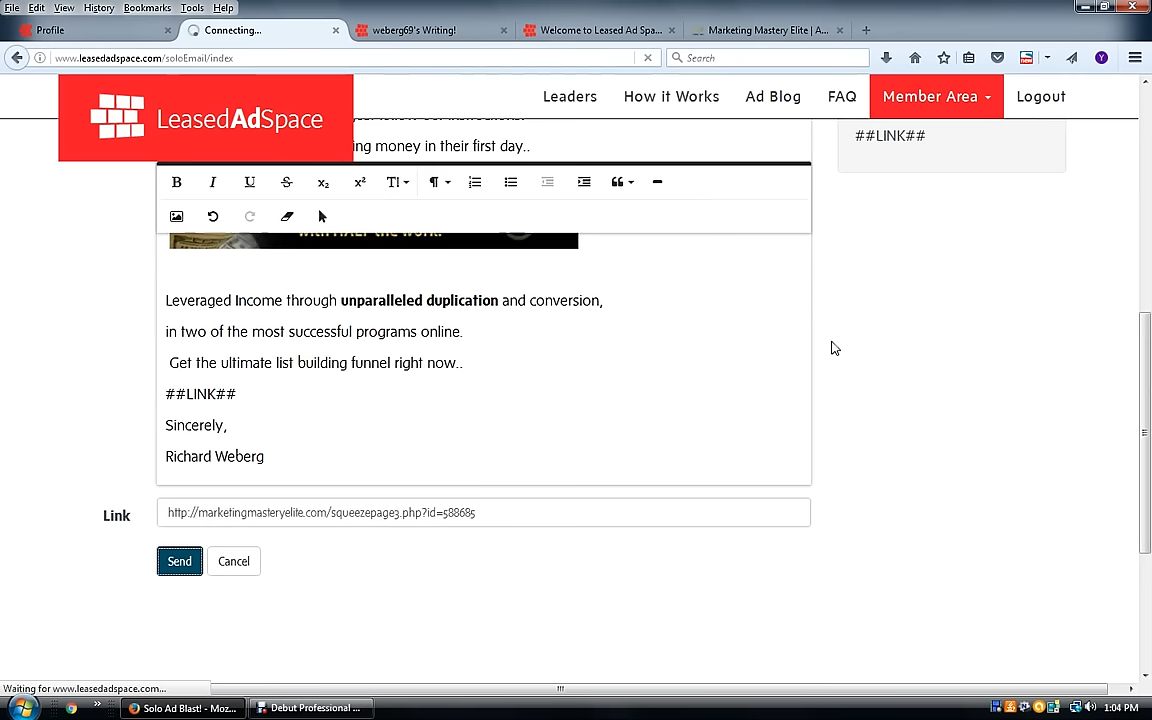 File Edit View History Bookmarks Tools Help
Profile
Connecting...
weberg69's Writing!
Welcome to Leased Ad Spa...
Marketing Mastery Elite | A...
www.leasedadspace.com/soloEmail/index
Search
LeasedAdSpace
Leaders How it Works Ad Blog FAQ Member Area Logout
##LINK##
ing money in their first day..
B I U S x₂ x² T!
Leveraged Income through unparalleled duplication and conversion,
in two of the most successful programs online.
Get the ultimate list building funnel right now..
##LINK##
Sincerely,
Richard Weberg
Link http://marketingmasteryelite.com/squeezepage3.php?id=588685
Send Cancel
Waiting for www.leasedadspace.com...
Solo Ad Blast! - Moz...
Debut Professional ...
1:04 PM